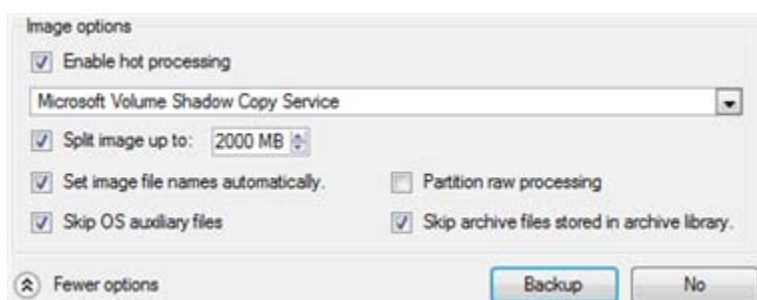 Image options
Enable hot processing
Microsoft Volume Shadow Copy Service
Split image up to: 2000 MB
Set image file names automatically. Partition raw processing
Skip OS auxiliary files Skip archive files stored in archive library.
Fewer options Backup No